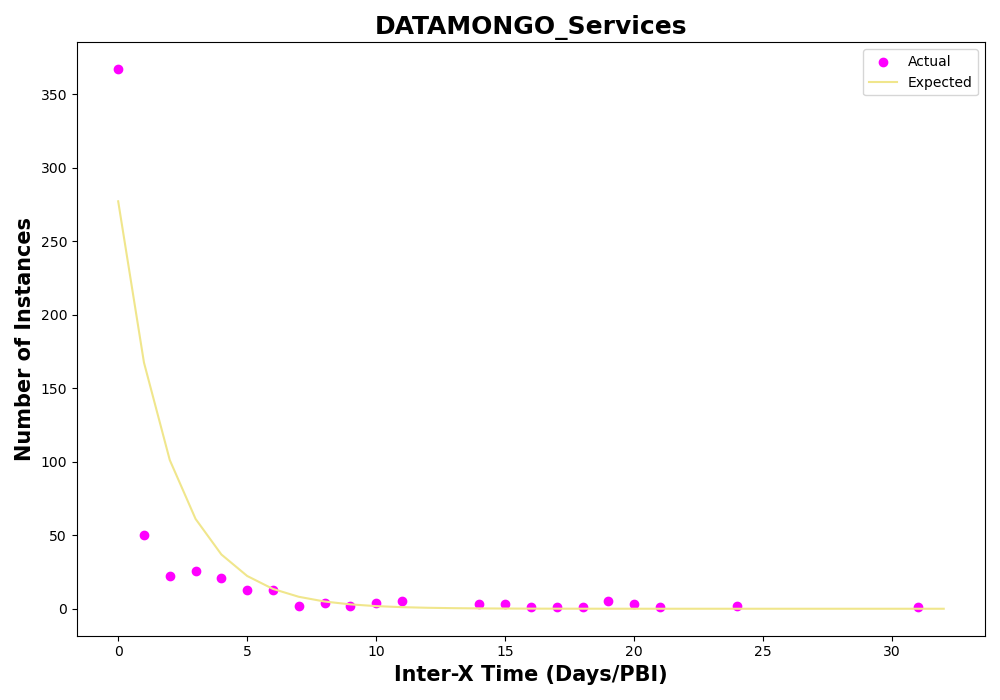 DATAMONGO_Services
Actual
Expected
Number of Instances
350
300
250
200
150
100
50
0
0 5 10 15 20 25 30
Inter-X Time (Days/PBI)